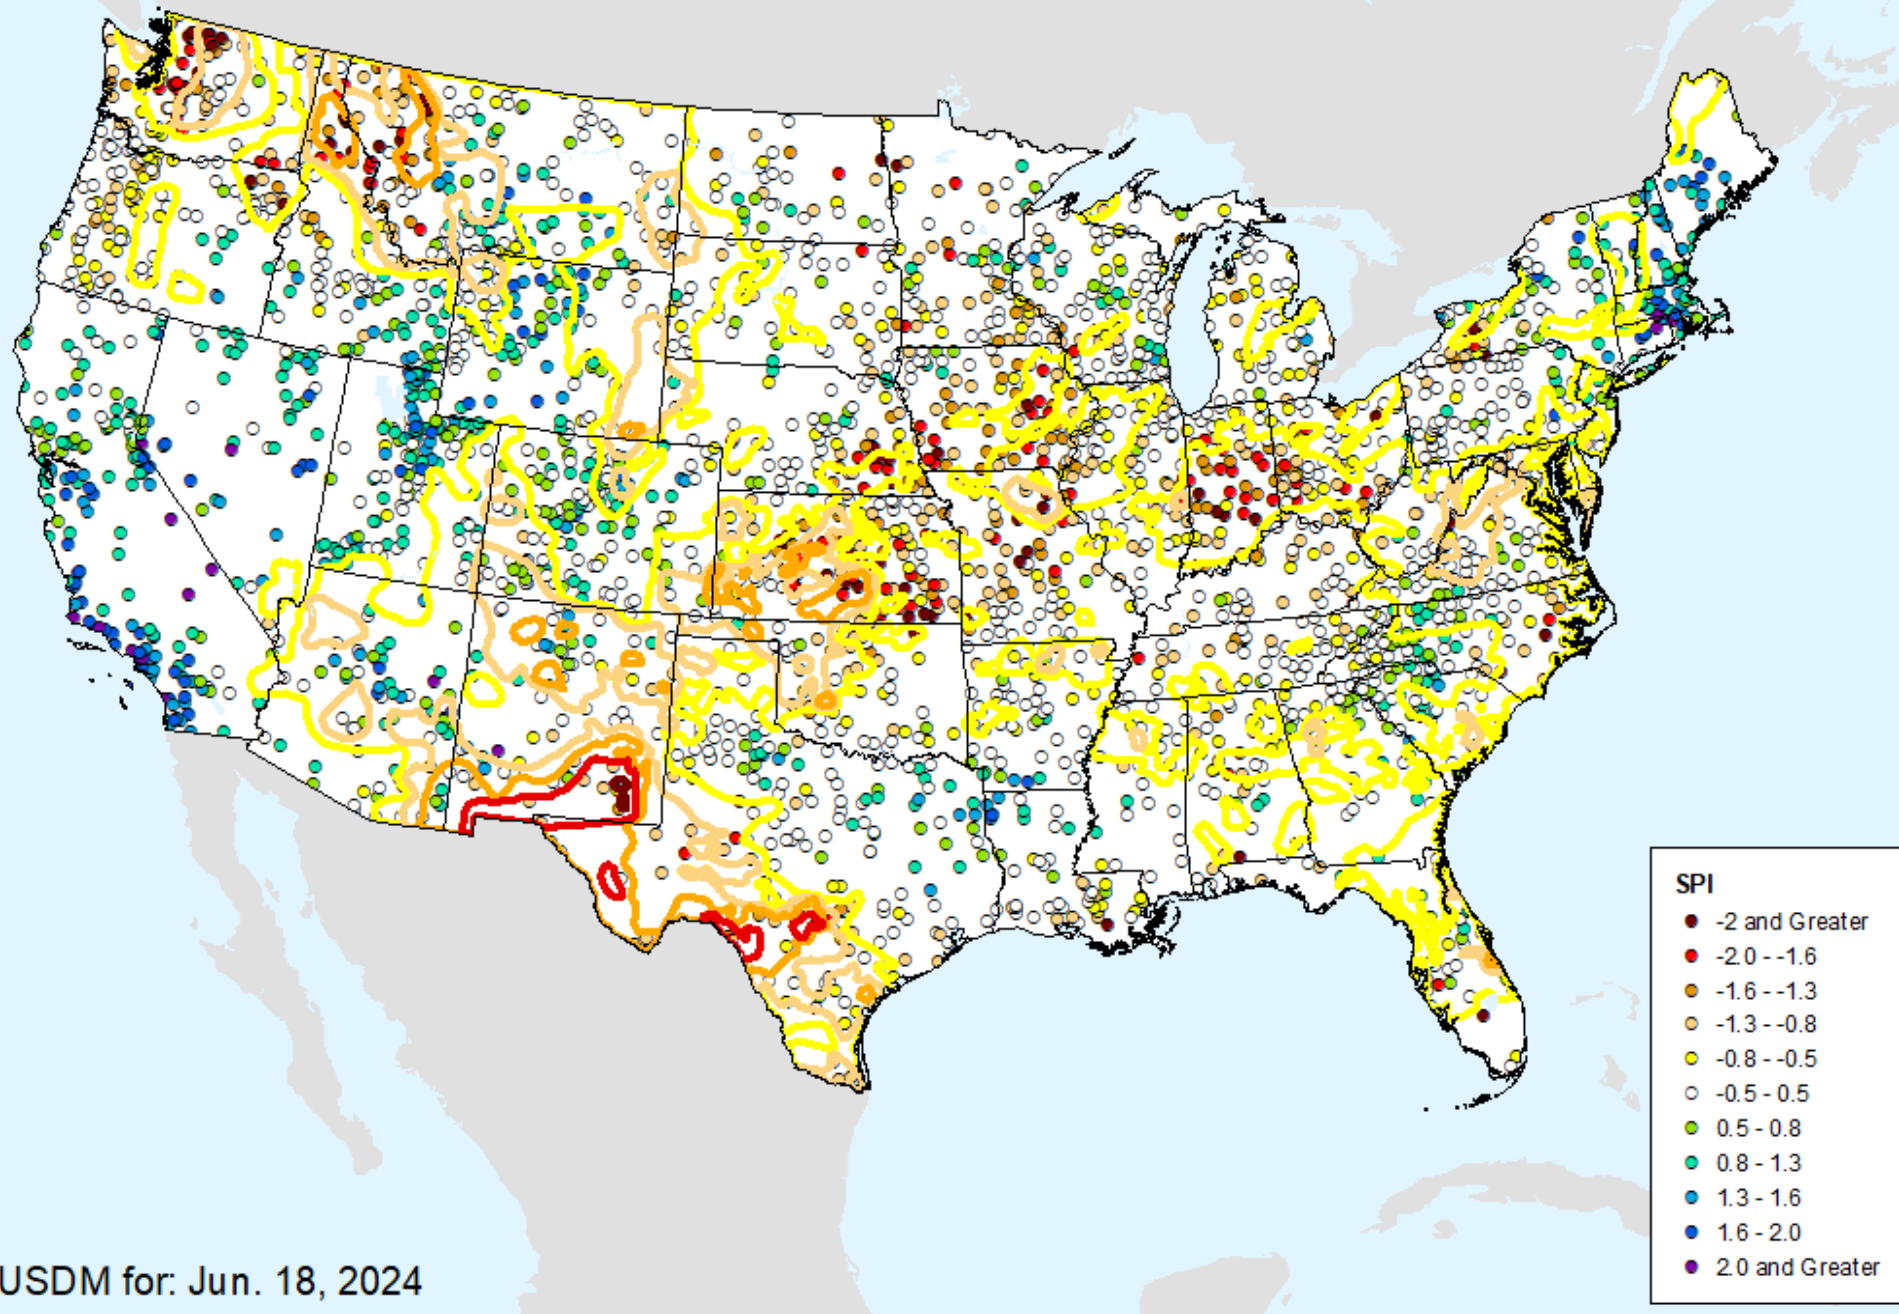 SPI
-2 and Greater
-2.0 - -1.6
-1.6 - -1.3
-1.3 - -0.8
-0.8 - -0.5
-0.5 - 0.5
0.5 - 0.8
0.8 - 1.3
1.3 - 1.6
1.6 - 2.0
2.0 and Greater
USDM for: Jun. 18, 2024